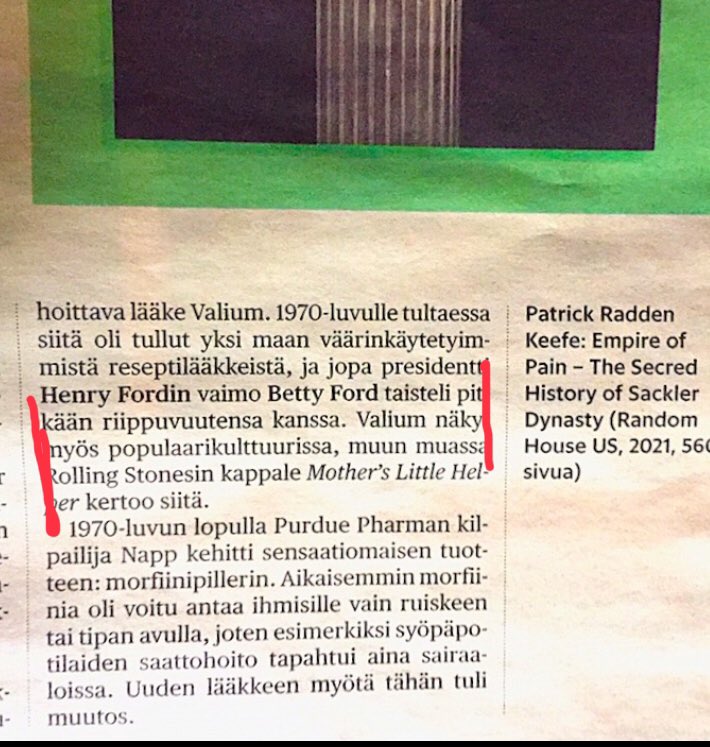 hoittava lääke Valium. 1970-luvulle tultaessa
siitä oli tullut yksi maan väärinkäytetyim-
mistä reseptilääkkeistä, ja jopa presidentti
Henry Fordin vaimo Betty Ford taisteli pit
kään riippuvuutensa kanssa. Valium näky
myös populaarikulttuurissa, muun muassa
Rolling Stonesin kappale Mother's Little Hel-
per kertoo siitä.
1970-luvun lopulla Purdue Pharman kil-
pailija Napp kehitti sensaatiomaisen tuot-
teen: morfiinipillerin. Aikaisemmin morfii-
nia oli voitu antaa ihmisille vain ruiskeen
tai tipan avulla, joten esimerkiksi syöpäpo-
tilaiden saattohoito tapahtui aina sairaa-
loissa. Uuden lääkkeen myötä tähän tuli
muutos.
Patrick Radden
Keefe: Empire of
Pain – The Secred
History of Sackler
Dynasty (Random
House US, 2021, 560
sivua)